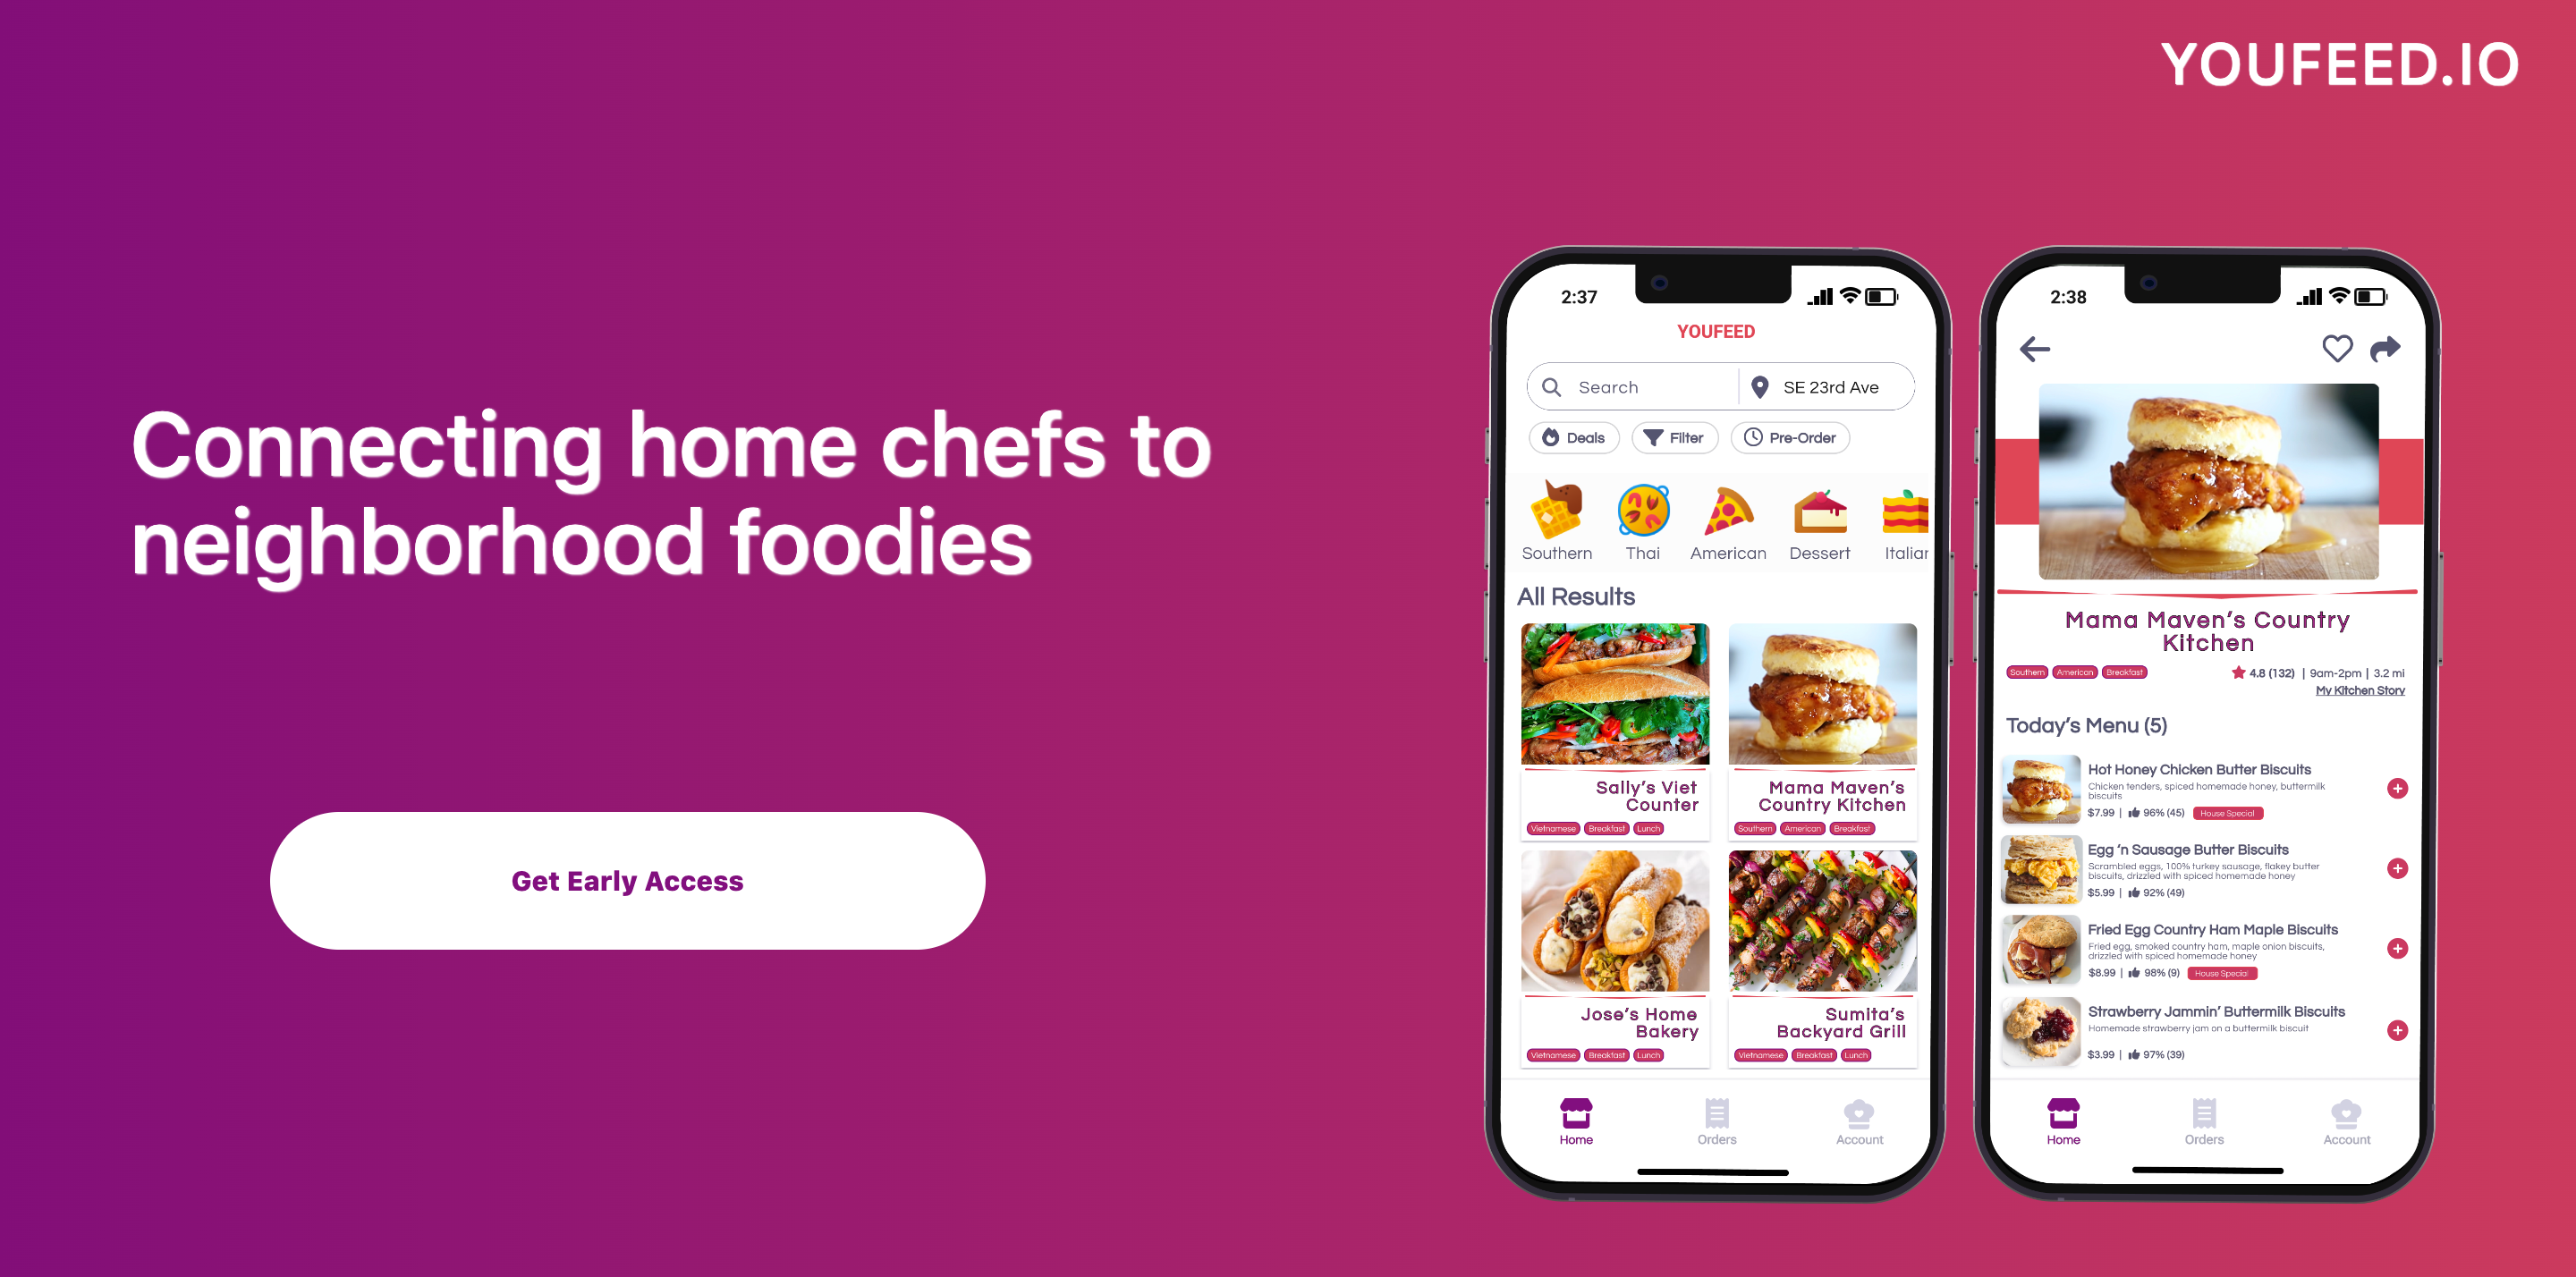 YOUFEED.IO
Connecting home chefs to
neighborhood foodies
Get Early Access
2:37
YOUFEED
Search
SE 23rd Ave
Deals
Filter
Pre-Order
Southern
Thai
American
Dessert
Italian
All Results
Sally's Viet
Counter
Vietnamese Breakfast Lunch
Mama Maven's
Country Kitchen
Southern American Breakfast
Jose's Home
Bakery
Vietnamese Breakfast Lunch
Sumita's
Backyard Grill
Vietnamese Breakfast Lunch
Home
Orders
Account
2:38
Mama Maven's Country
Kitchen
Southern American Breakfast
4.8 (132) | 9am-2pm | 3.2 mi
My Kitchen Story
Today's Menu (5)
Hot Honey Chicken Butter Biscuits
Chicken tenders, spiced homemade honey, buttermilk
biscuits
$7.99 | 96% (45) House Special
Egg 'n Sausage Butter Biscuits
Scrambled eggs, 100% turkey sausage, flakey butter
biscuits, drizzled with spiced homemade honey
$5.99 | 92% (49)
Fried Egg Country Ham Maple Biscuits
Fried egg, smoked country ham, maple onion biscuits,
drizzled with spiced homemade honey
$8.99 | 98% (9) House Special
Strawberry Jammin' Buttermilk Biscuits
Homemade strawberry jam on a buttermilk biscuit
$3.99 | 97% (39)
Home
Orders
Account